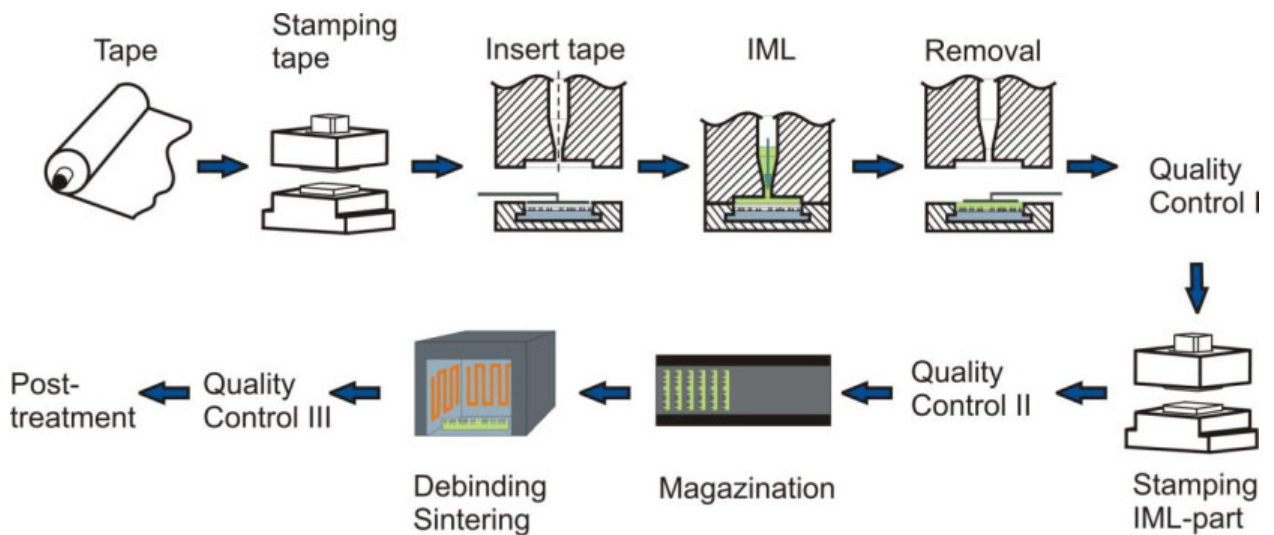 Tape
Stamping
tape
Insert tape
IML
Removal
Quality
Control I
Stamping
IML-part
Quality
Control II
Magazination
Debinding
Sintering
Quality
Control III
Post-
treatment